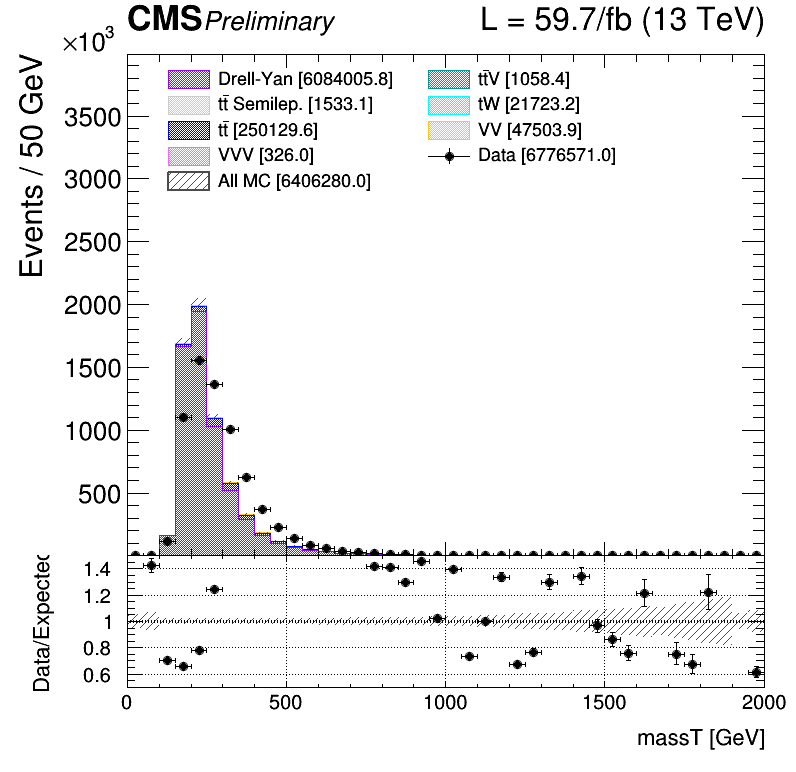 CMS Preliminary L = 59.7/fb (13 TeV)
×10³
Events / 50 GeV
Drell-Yan [6084005.8]
tt̄ Semilep. [1533.1]
tt̄ [250129.6]
VVV [326.0]
All MC [6406280.0]
tt̄V [1058.4]
tW [21723.2]
VV [47503.9]
Data [6776571.0]
3500
3000
2500
2000
1500
1000
500
Data/Expected
1.4
1.2
1
0.8
0.6
0 500 1000 1500 2000
massT [GeV]